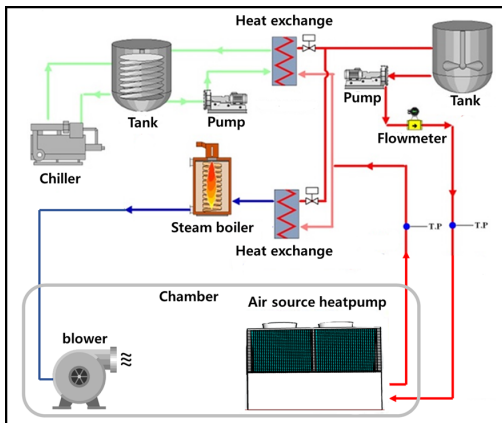 Heat exchange
Tank
Pump
Pump
Tank
Flowmeter
Chiller
Steam boiler
Heat exchange
T.P
T.P
Chamber
Air source heatpump
blower